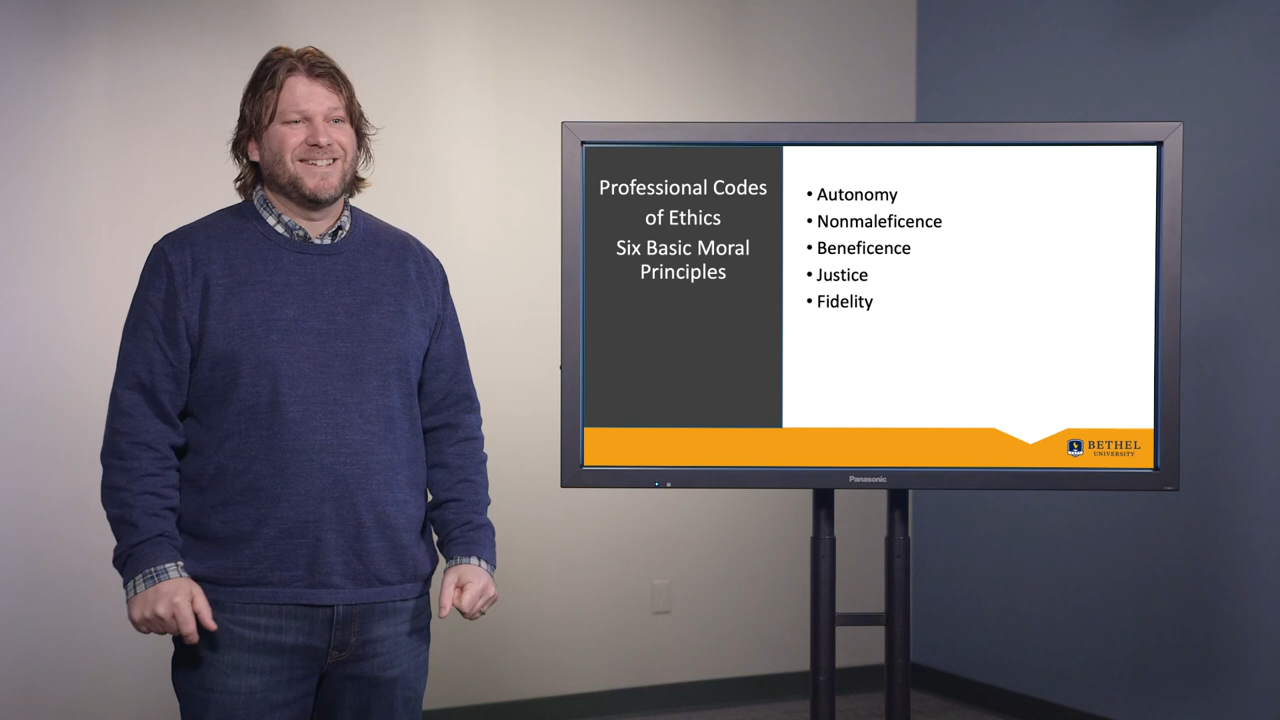 Professional Codes
of Ethics
Six Basic Moral
Principles
• Autonomy
• Nonmaleficence
• Beneficence
• Justice
• Fidelity
BETHEL
UNIVERSITY
Panasonic